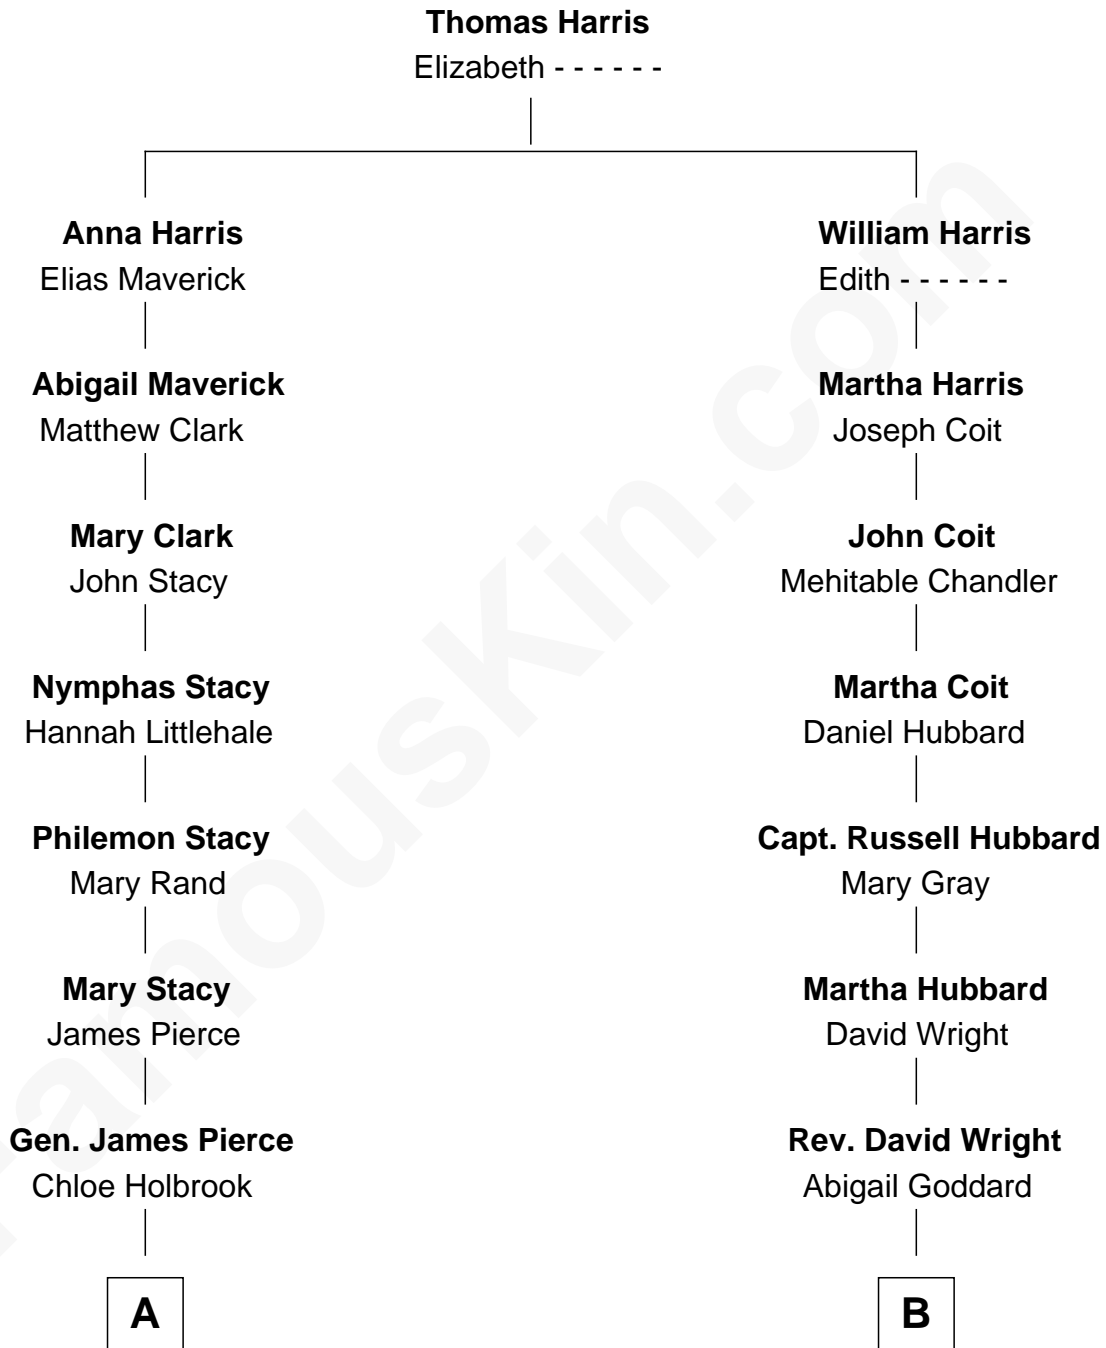 Thomas Harris
Elizabeth - - - - - -
Anna Harris
Elias Maverick
William Harris
Edith - - - - - -
Abigail Maverick
Matthew Clark
Martha Harris
Joseph Coit
Mary Clark
John Stacy
John Coit
Mehitable Chandler
Nymphas Stacy
Hannah Littlehale
Martha Coit
Daniel Hubbard
Philemon Stacy
Mary Rand
Capt. Russell Hubbard
Mary Gray
Mary Stacy
James Pierce
Martha Hubbard
David Wright
Gen. James Pierce
Chloe Holbrook
Rev. David Wright
Abigail Goddard
A
B
FamousKin.com